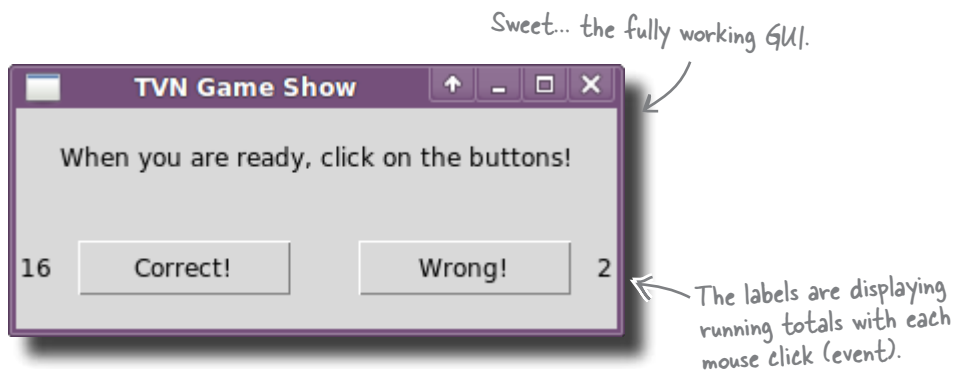 Sweet... the fully working GUI.
TVN Game Show
When you are ready, click on the buttons!
16 Correct! Wrong! 2
The labels are displaying
running totals with each
mouse click (event).